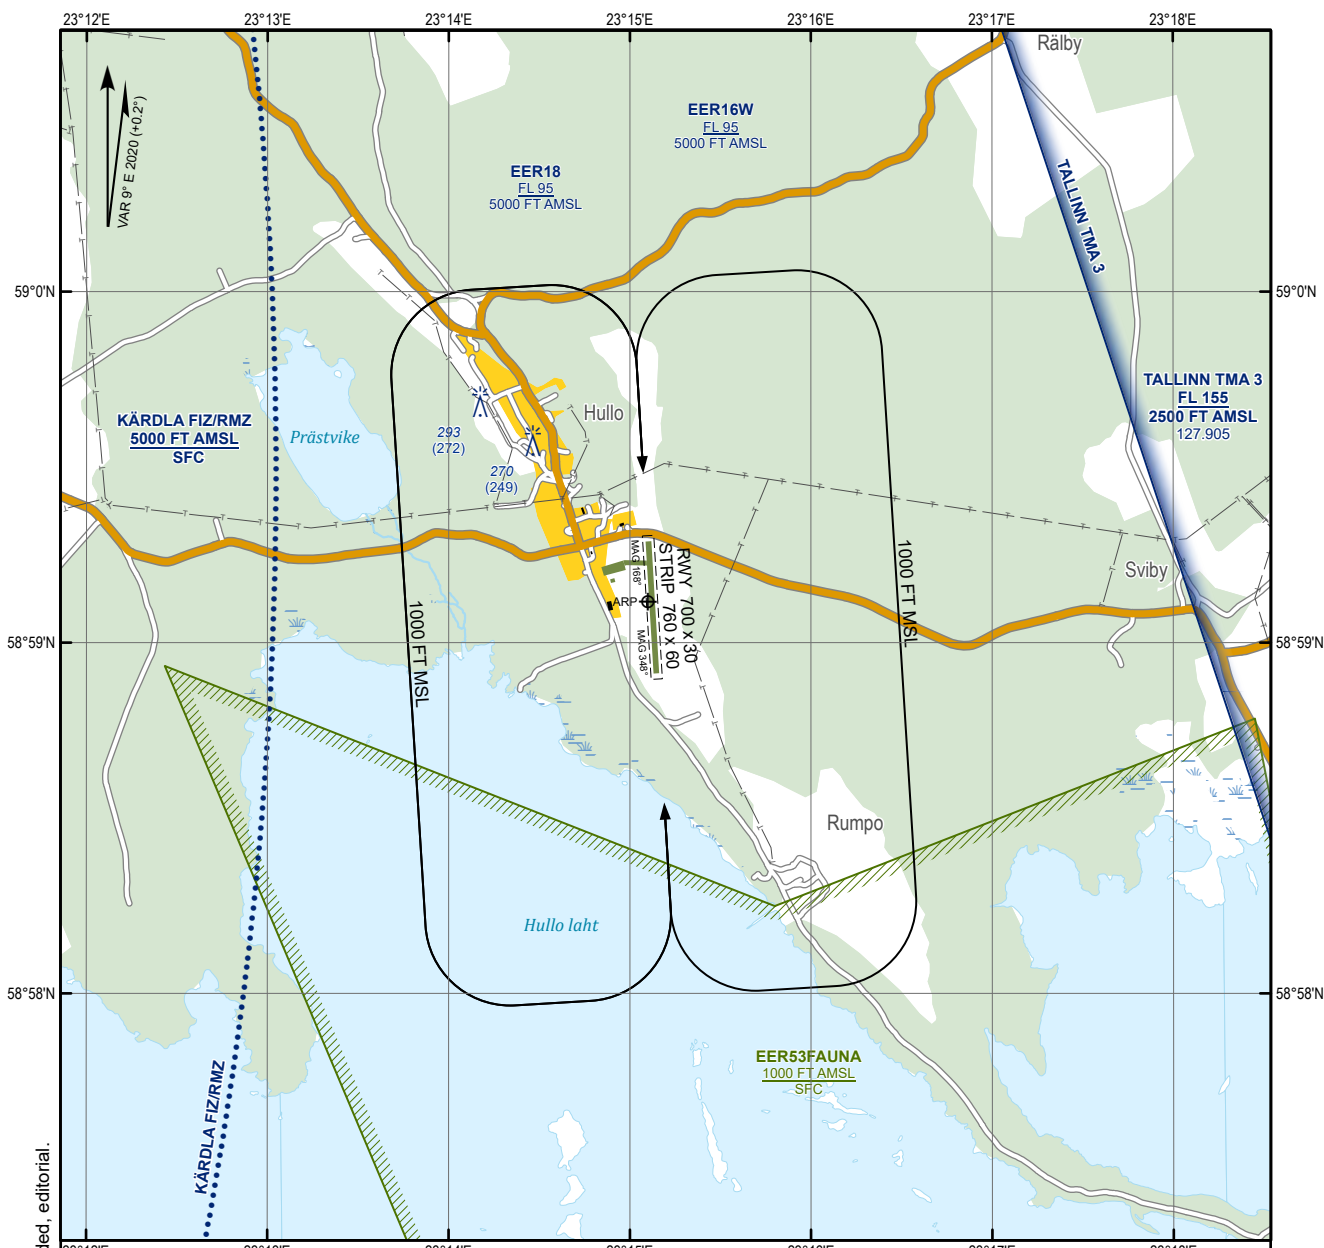 23°12'E
23°13'E
23°14'E
23°15'E
23°16'E
23°17'E
23°18'E
Rälby
VAR 9° E 2020 (+0.2°)
EER16W
FL 95
5000 FT AMSL
EER18
FL 95
5000 FT AMSL
TALLINN TMA 3
59°0'N
59°0'N
TALLINN TMA 3
FL 155
2500 FT AMSL
127.905
KÄRDLA FIZ/RMZ
5000 FT AMSL
SFC
Prästvike
Hullo
293
(272)
270
(249)
MAG 168°
ARP
MAG 348°
STRIP 760 x 60
RWY 700 x 30
1000 FT MSL
1000 FT MSL
Sviby
58°59'N
58°59'N
Rumpo
Hullo laht
58°58'N
58°58'N
EER53FAUNA
1000 FT AMSL
SFC
KÄRDLA FIZ/RMZ
ded, editorial.